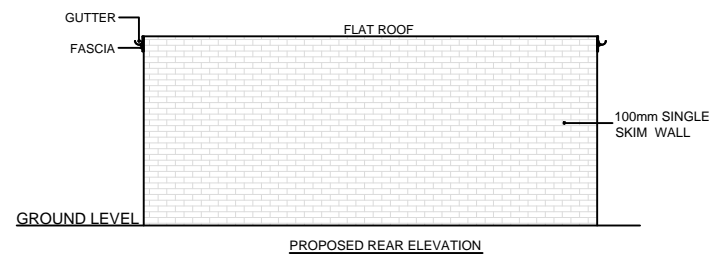 GUTTER
FLAT ROOF
FASCIA
100mm SINGLE
SKIM WALL
GROUND LEVEL
PROPOSED REAR ELEVATION